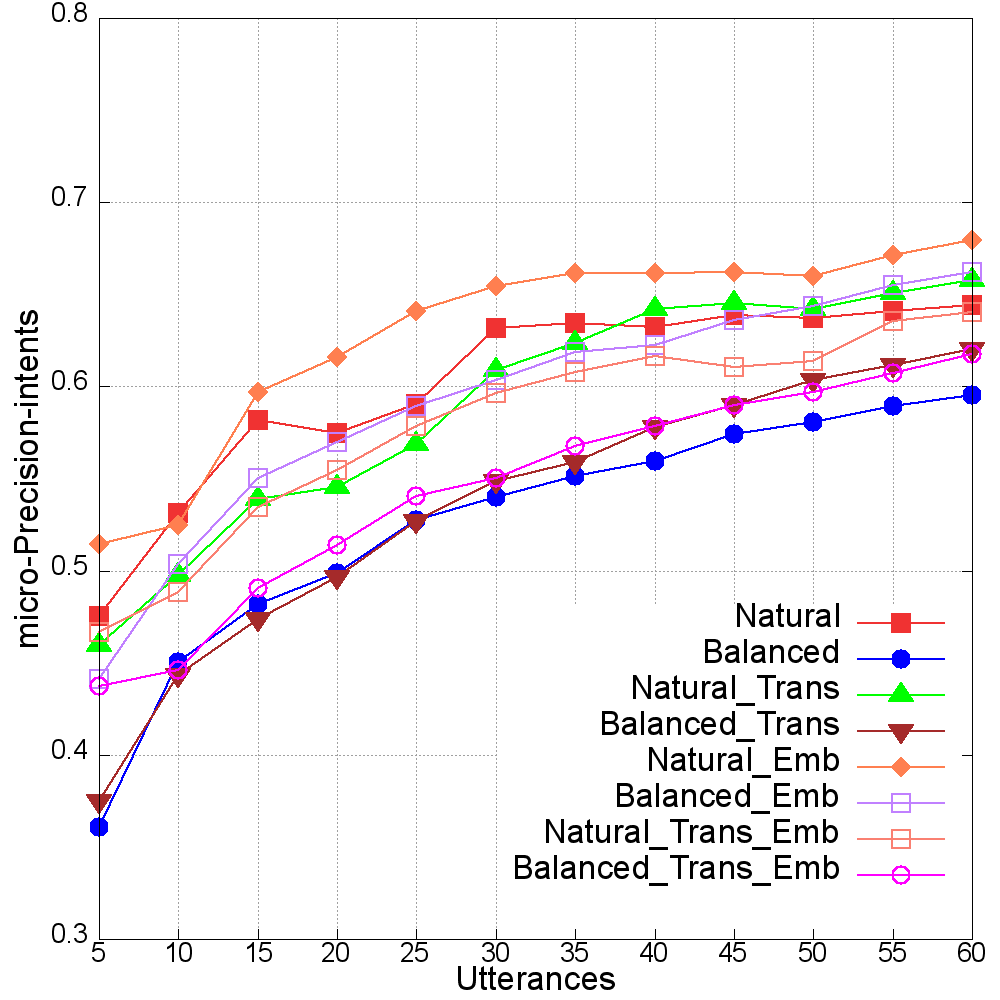 0.8
0.7
0.6
0.5
0.4
0.3
micro-Precision-intents
Natural
Balanced
Natural_Trans
Balanced_Trans
Natural_Emb
Balanced_Emb
Natural_Trans_Emb
Balanced_Trans_Emb
5 10 15 20 25 30 35 40 45 50 55 60
Utterances